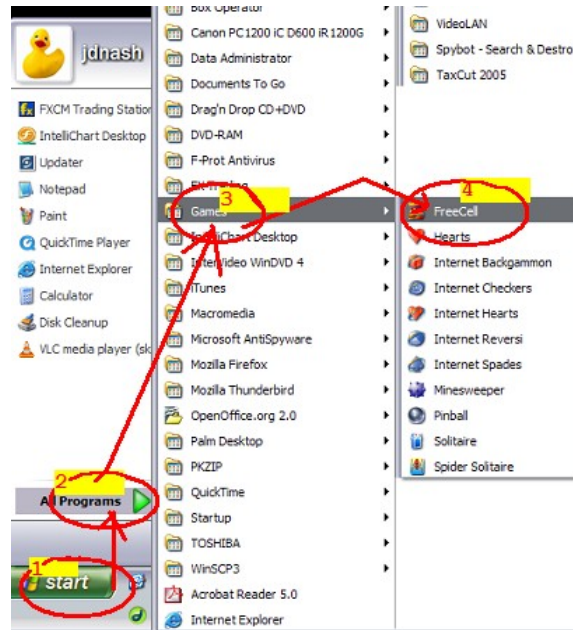 jdnash
FXCM Trading Station
IntelliChart Desktop
Updater
Notepad
Paint
QuickTime Player
Internet Explorer
Calculator
Disk Cleanup
VLC media player (sk
2
All Programs
1
start
Box Operator
Canon PC1200 iC D600 iR1200G
Data Administrator
Documents To Go
Drag'n Drop CD+DVD
DVD-RAM
F-Prot Antivirus
3
Games
IntelliChart Desktop
InterVideo WinDVD 4
iTunes
Macromedia
Microsoft AntiSpyware
Mozilla Firefox
Mozilla Thunderbird
OpenOffice.org 2.0
Palm Desktop
PKZIP
QuickTime
Startup
TOSHIBA
WinSCP3
Acrobat Reader 5.0
Internet Explorer
VideoLAN
Spybot - Search & Destro
TaxCut 2005
4
FreeCell
Hearts
Internet Backgammon
Internet Checkers
Internet Hearts
Internet Reversi
Internet Spades
Minesweeper
Pinball
Solitaire
Spider Solitaire